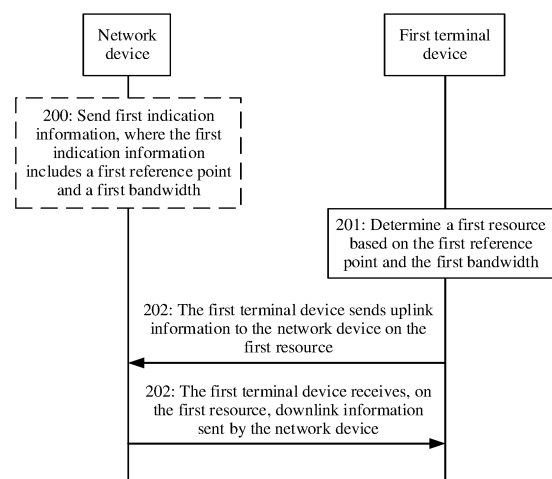 Network
device
First terminal
device
200: Send first indication
information, where the first
indication information
includes a first reference point
and a first bandwidth
201: Determine a first resource
based on the first reference
point and the first bandwidth
202: The first terminal device sends uplink
information to the network device on the
first resource
202: The first terminal device receives, on
the first resource, downlink information
sent by the network device